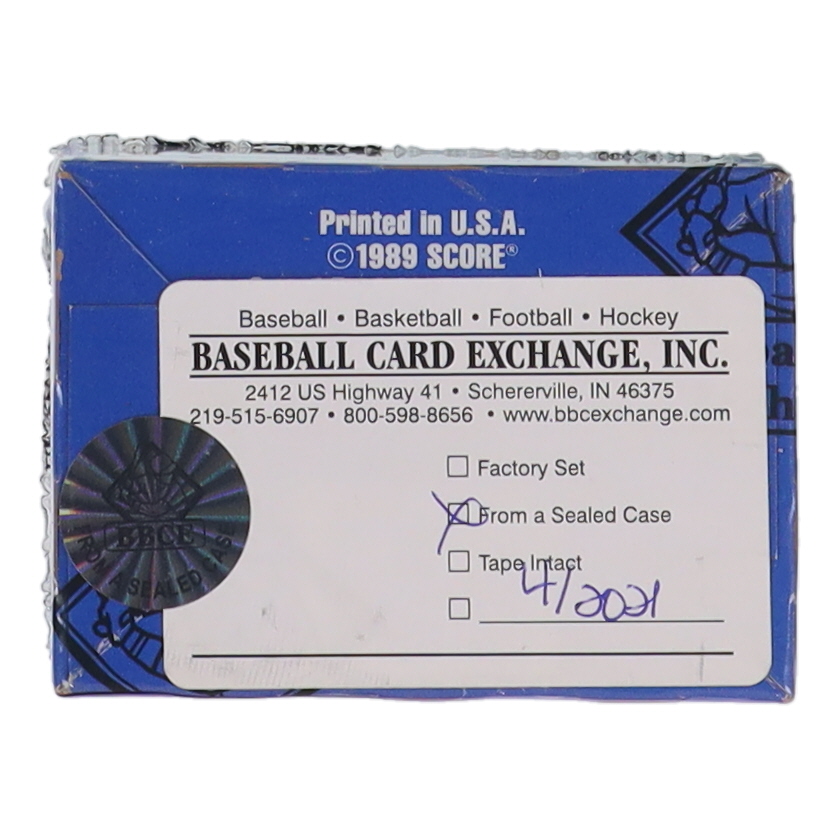 Printed in U.S.A.
©1989 SCORE®
Baseball • Basketball • Football • Hockey
BASEBALL CARD EXCHANGE, INC.
2412 US Highway 41 • Schererville, IN 46375
219-515-6907 • 800-598-8656 • www.bbcexchange.com
Factory Set
From a Sealed Case
Tape Intact
4/2021
BBCE
FROM A SEALED CASE